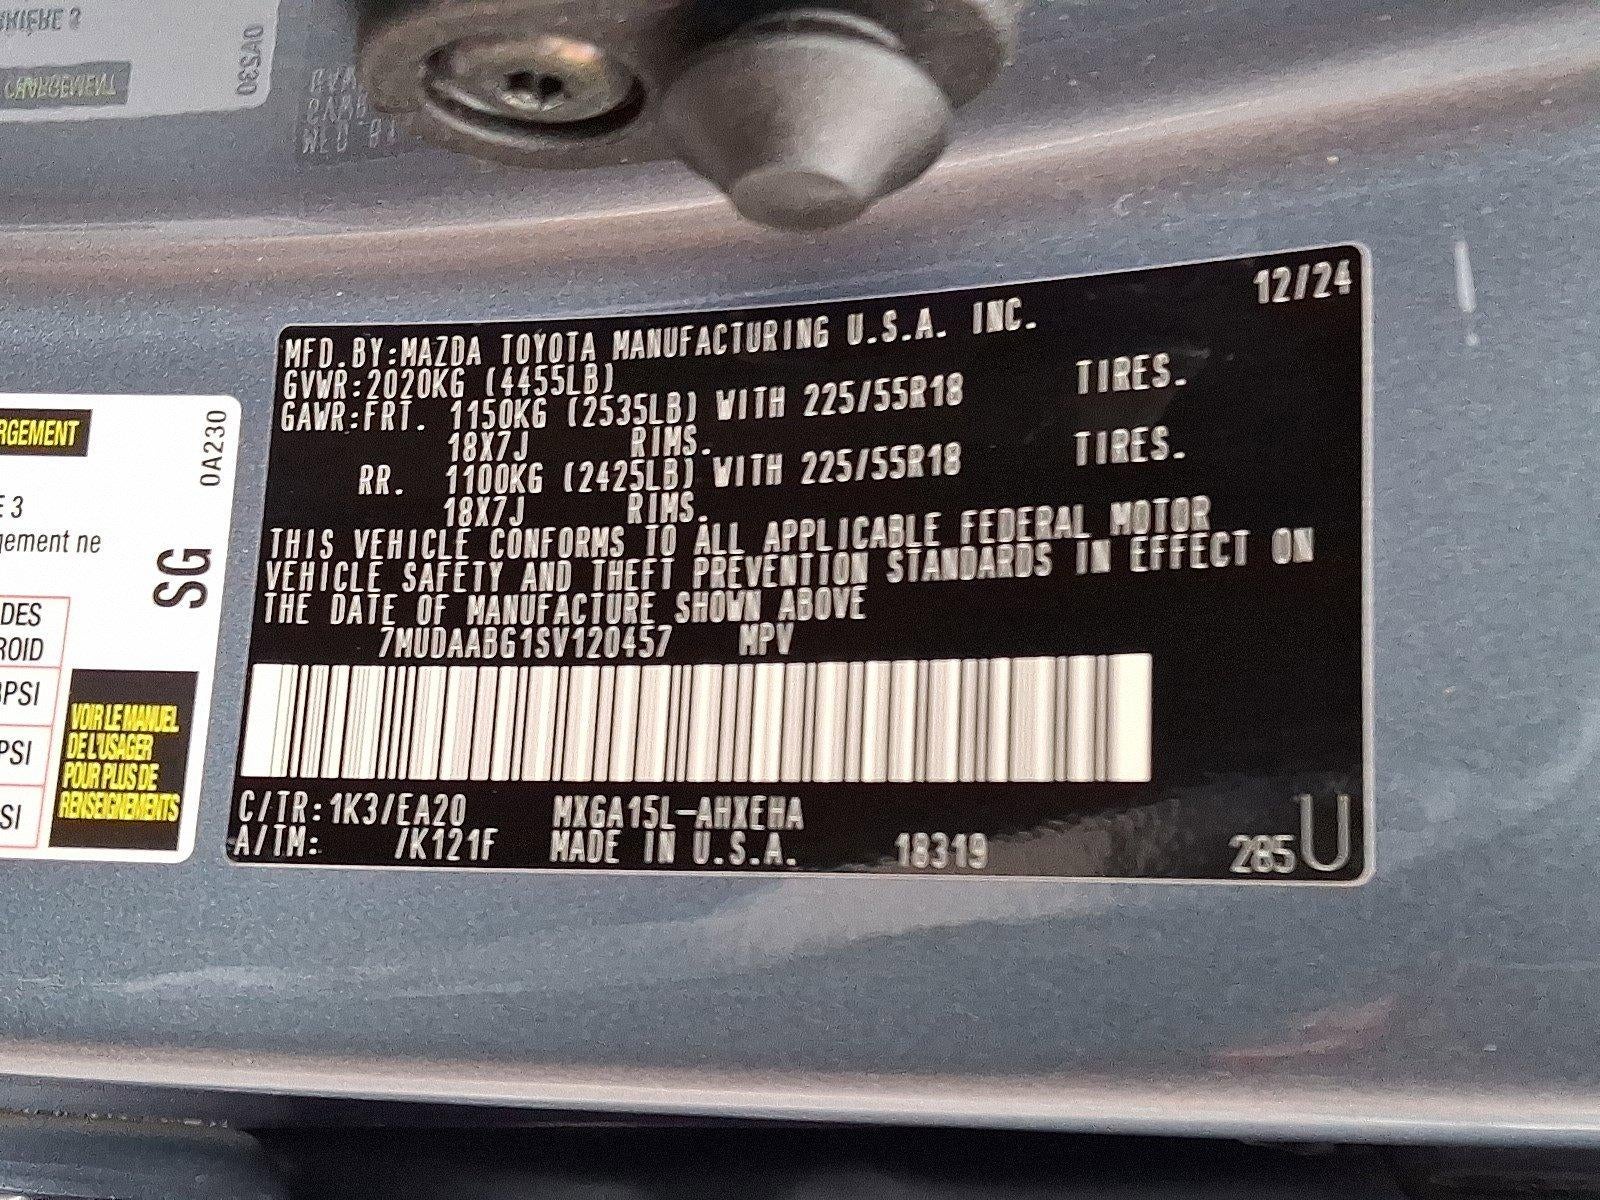 12/24
MFD.BY:MAZDA TOYOTA MANUFACTURING U.S.A. INC.
GVWR:2020KG (4455LB)
GAWR:FRT. 1150KG (2535LB) WITH 225/55R18 TIRES.
18X7J RIMS.
RR. 1100KG (2425LB) WITH 225/55R18 TIRES.
18X7J RIMS.
THIS VEHICLE CONFORMS TO ALL APPLICABLE FEDERAL MOTOR
VEHICLE SAFETY AND THEFT PREVENTION STANDARDS IN EFFECT ON
THE DATE OF MANUFACTURE SHOWN ABOVE
7MUDAABG1SV120457 MPV
C/TR:1K3/EA20 MXGA15L-AHXEHA
A/TM: /K121F MADE IN U.S.A. 18319 285U
0A230
SG
E 3
gement ne
DES
ROID
PSI
PSI
SI
VOIR LE MANUEL
DE L'USAGER
POUR PLUS DE
RENSEIGNEMENTS